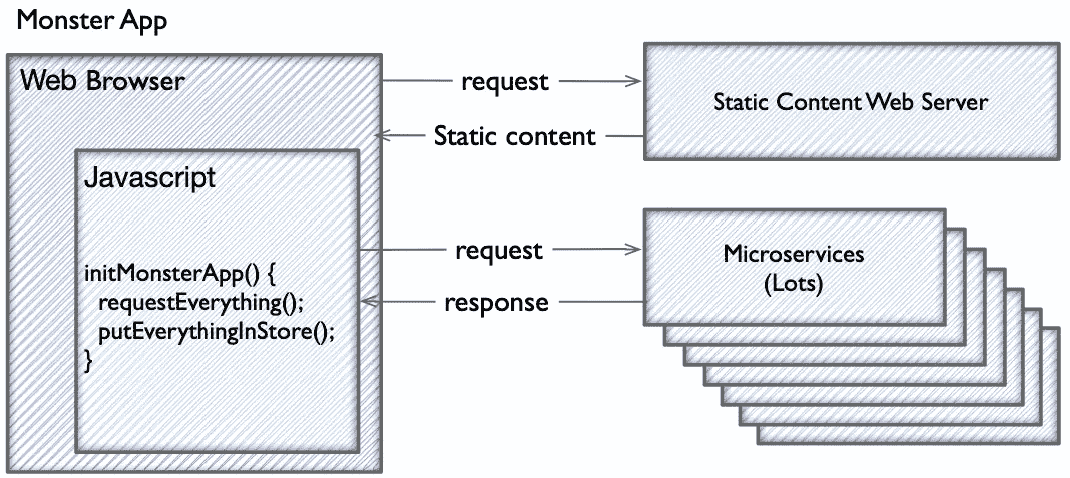 Monster App
Web Browser
request
Static Content Web Server
Static content
Javascript
initMonsterApp() {
requestEverything();
putEverythingInStore();
}
request
response
Microservices
(Lots)